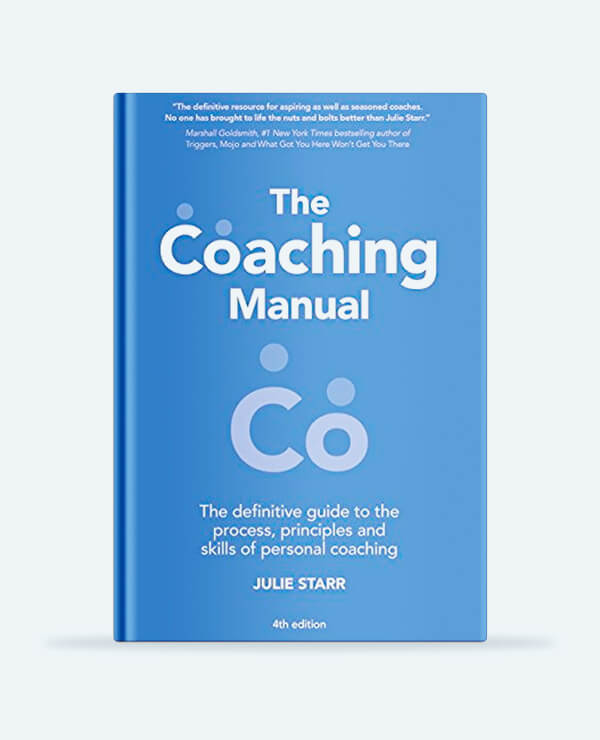 “The definitive resource for aspiring as well as seasoned coaches.
No one has brought to life the nuts and bolts better than Julie Starr.”
Marshall Goldsmith, #1 New York Times bestselling author of
Triggers, Mojo and What Got You Here Won't Get You There
The
Coaching
Manual
Co
The definitive guide to the
process, principles and
skills of personal coaching
JULIE STARR
4th edition